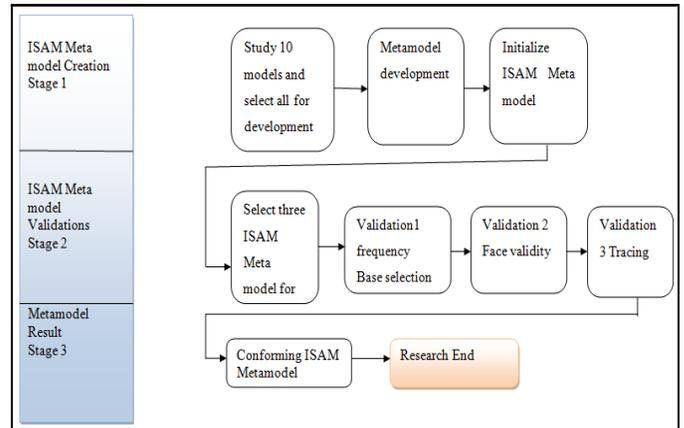 ISAM Meta
model Creation
Stage 1
Study 10
models and
select all for
development
Metamodel
development
Initialize
ISAM Meta
model
ISAM Meta
model
Validations
Stage 2
Select three
ISAM
Meta
model for
Validation1
frequency
Base selection
Validation 2
Face validity
Validation
3 Tracing
Metamodel
Result
Stage 3
Conforming ISAM
Metamodel
Research End